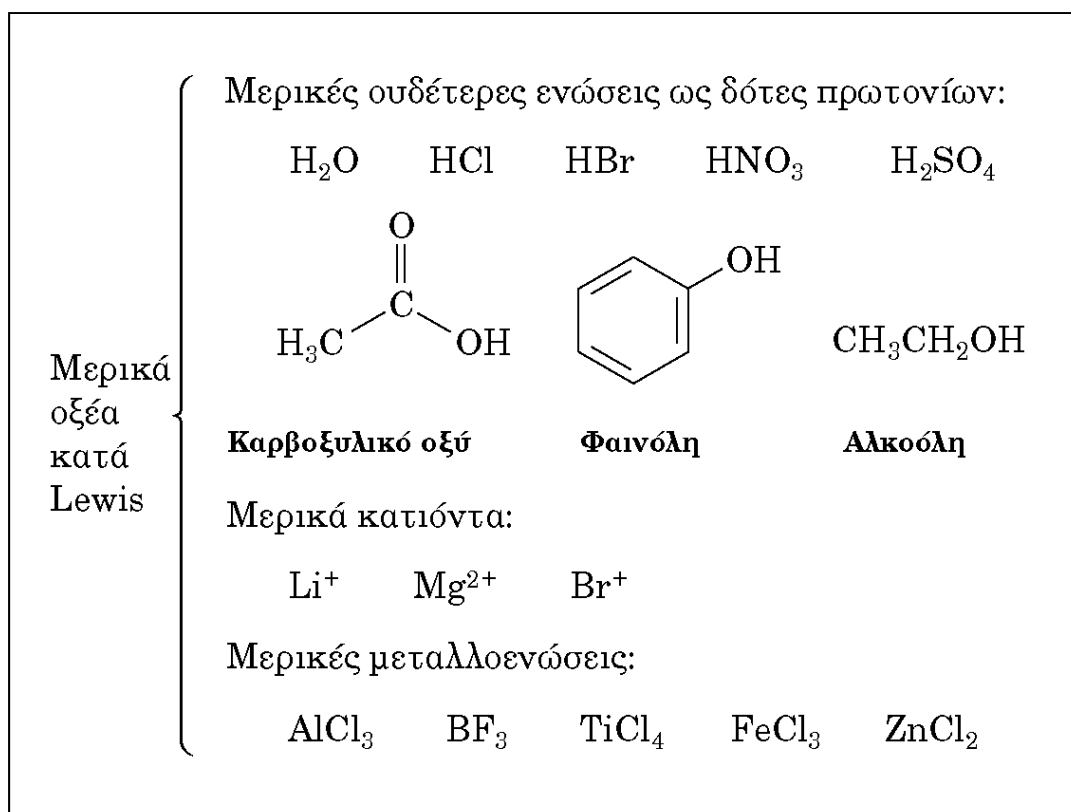 Μερικά
οξέα
κατά
Lewis
Μερικές ουδέτερες ενώσεις ως δότες πρωτονίων:
H₂O HCl HBr HNO₃ H₂SO₄
O
C
H₃C OH
OH
CH₃CH₂OH
Καρβοξυλικό οξύ Φαινόλη Αλκοόλη
Μερικά κατιόντα:
Li⁺ Mg²⁺ Br⁺
Μερικές μεταλλοενώσεις:
AlCl₃ BF₃ TiCl₄ FeCl₃ ZnCl₂